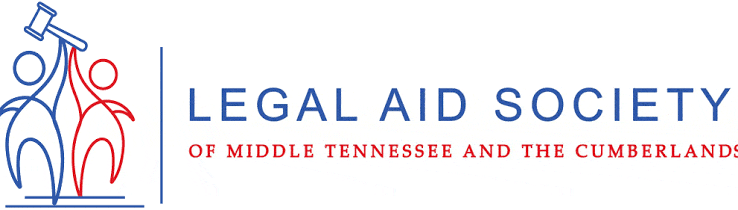 LEGAL AID SOCIETY
OF MIDDLE TENNESSEE AND THE CUMBERLANDS